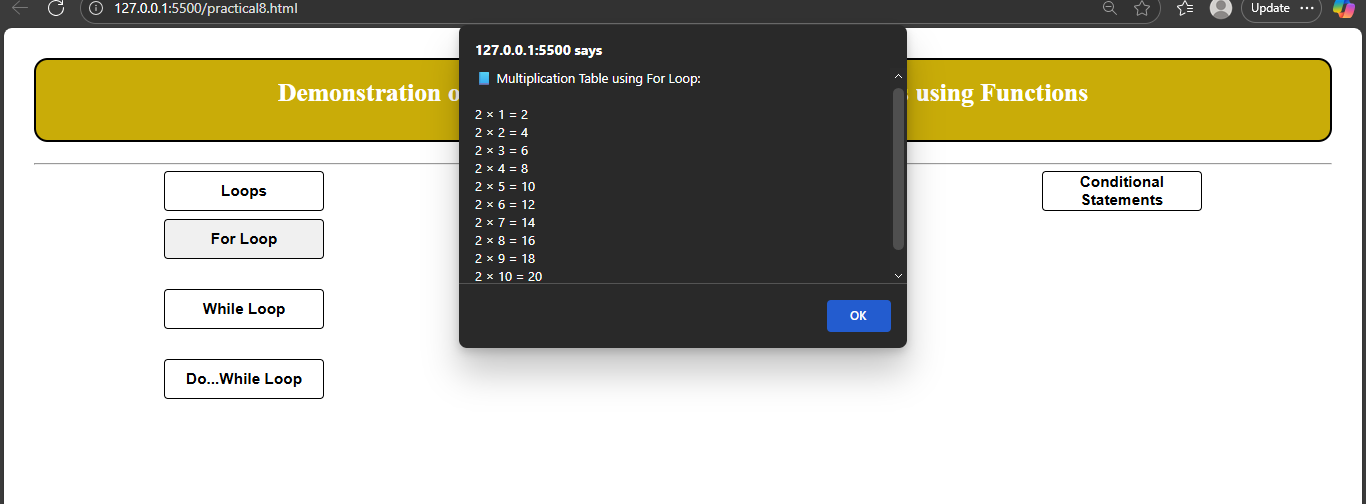 127.0.0.1:5500/practical8.html
Update
127.0.0.1:5500 says
Multiplication Table using For Loop:
2 × 1 = 2
2 × 2 = 4
2 × 3 = 6
2 × 4 = 8
2 × 5 = 10
2 × 6 = 12
2 × 7 = 14
2 × 8 = 16
2 × 9 = 18
2 × 10 = 20
OK
Demonstration
using Functions
Loops
For Loop
While Loop
Do...While Loop
Conditional
Statements